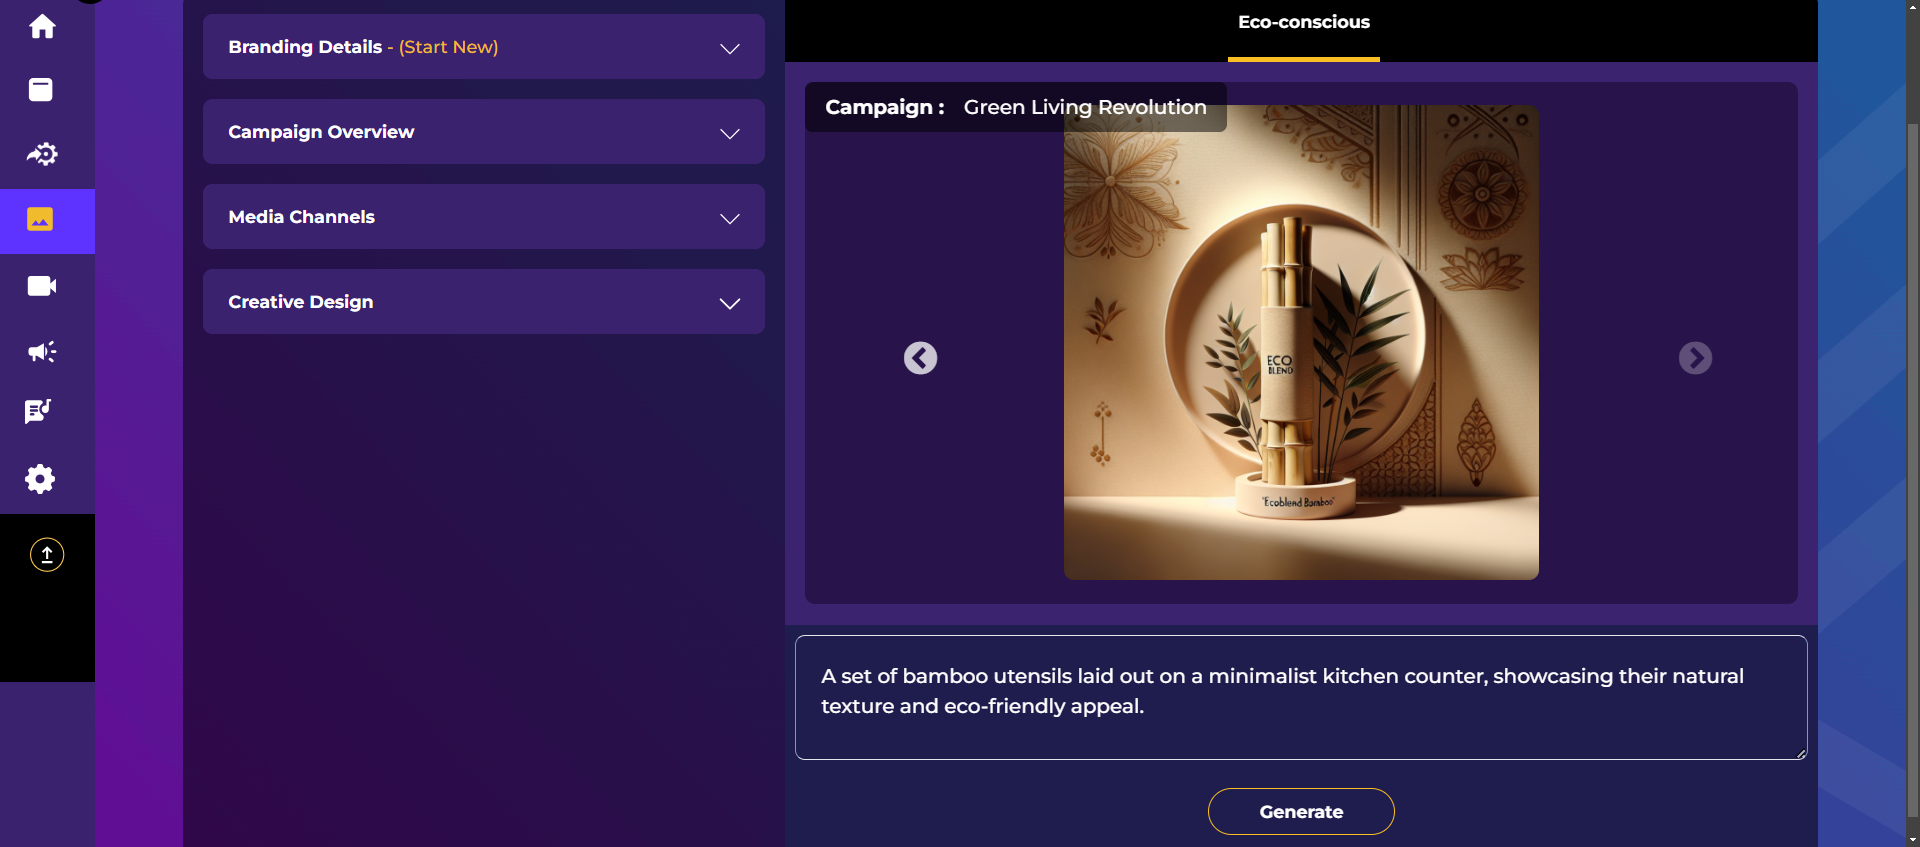 Branding Details - (Start New)
Campaign Overview
Media Channels
Creative Design
Eco-conscious
Campaign : Green Living Revolution
ECO
BLEND
"Ecoblend Bamboo"
A set of bamboo utensils laid out on a minimalist kitchen counter, showcasing their natural
texture and eco-friendly appeal.
Generate